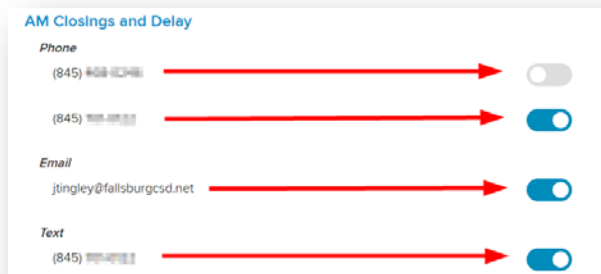 AM Closings and Delay
Phone
(845)
(845)
Email
jtingley@fallsburgcsd.net
Text
(845)